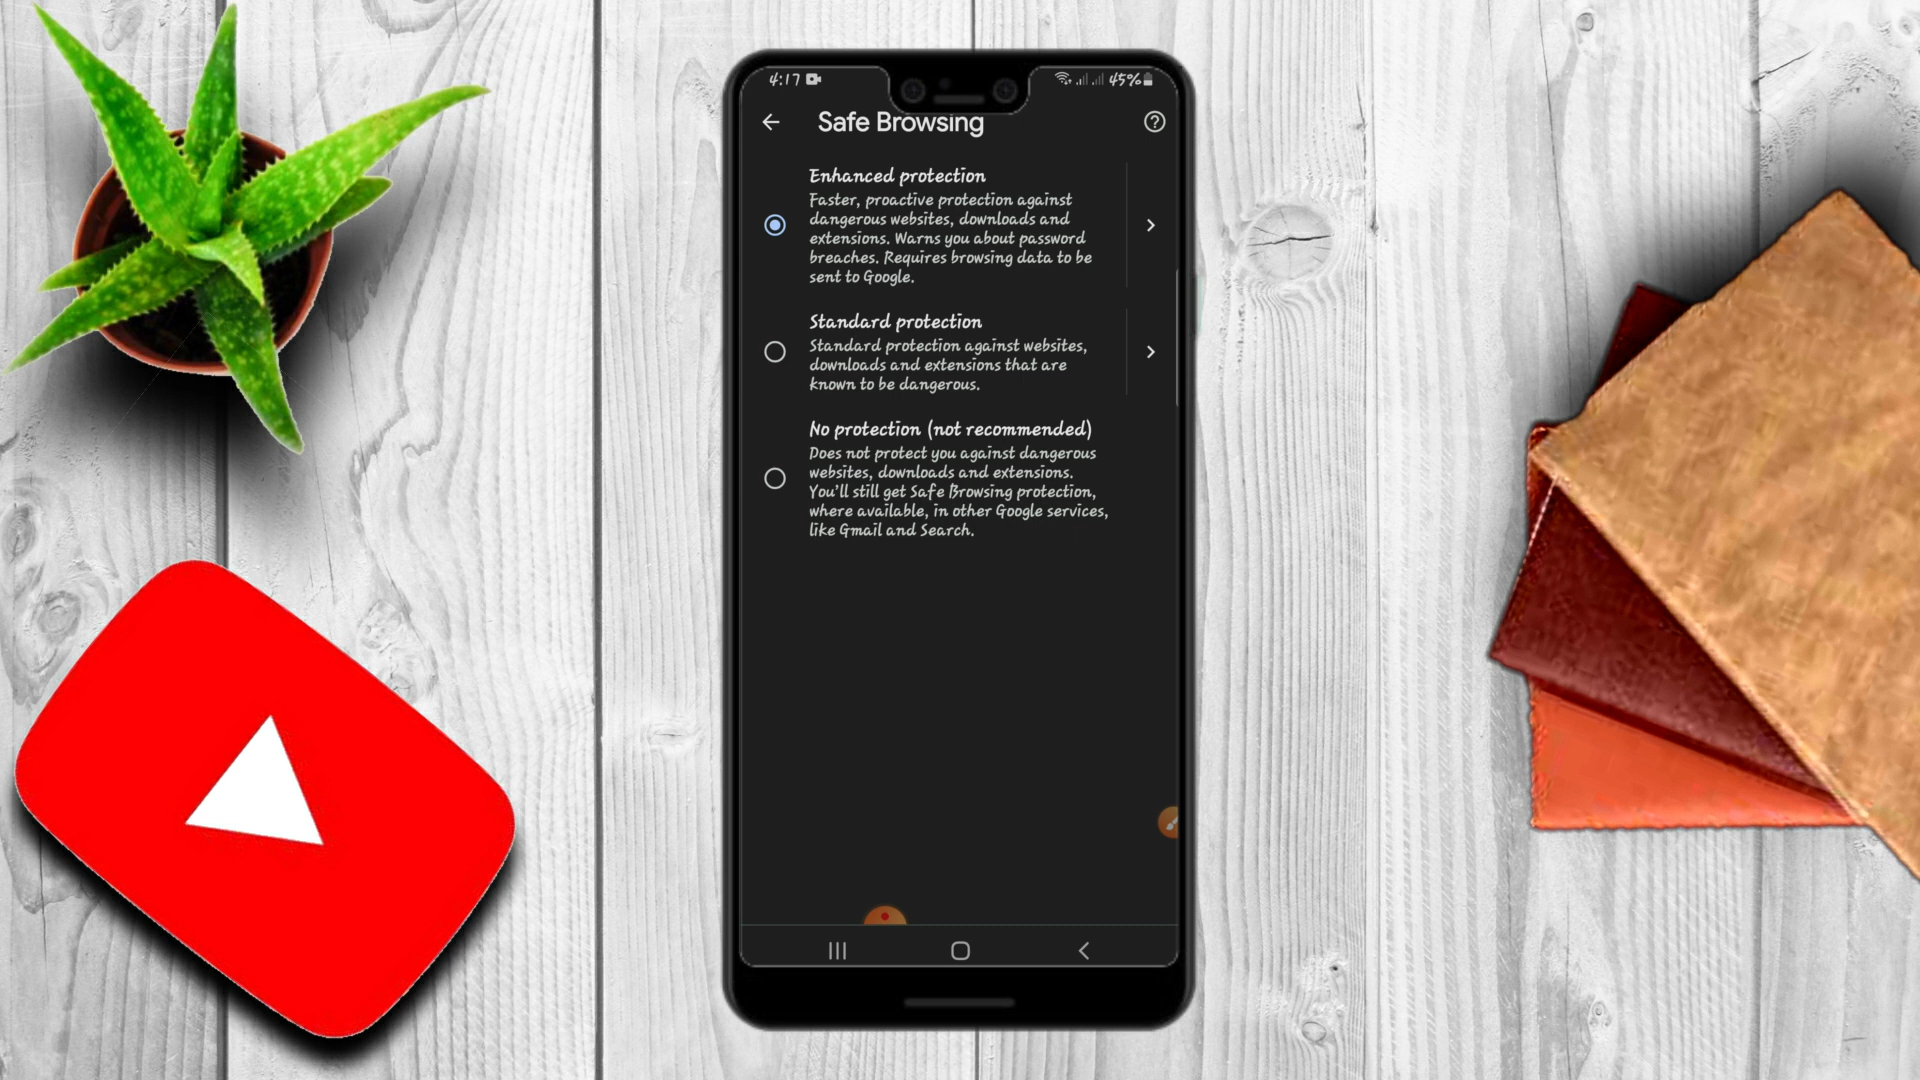 4:17
45%
Safe Browsing
Enhanced protection
Faster, proactive protection against
dangerous websites, downloads and
extensions. Warns you about password
breaches. Requires browsing data to be
sent to Google.
Standard protection
Standard protection against websites,
downloads and extensions that are
known to be dangerous.
No protection (not recommended)
Does not protect you against dangerous
websites, downloads and extensions.
You'll still get Safe Browsing protection,
where available, in other Google services,
like Gmail and Search.